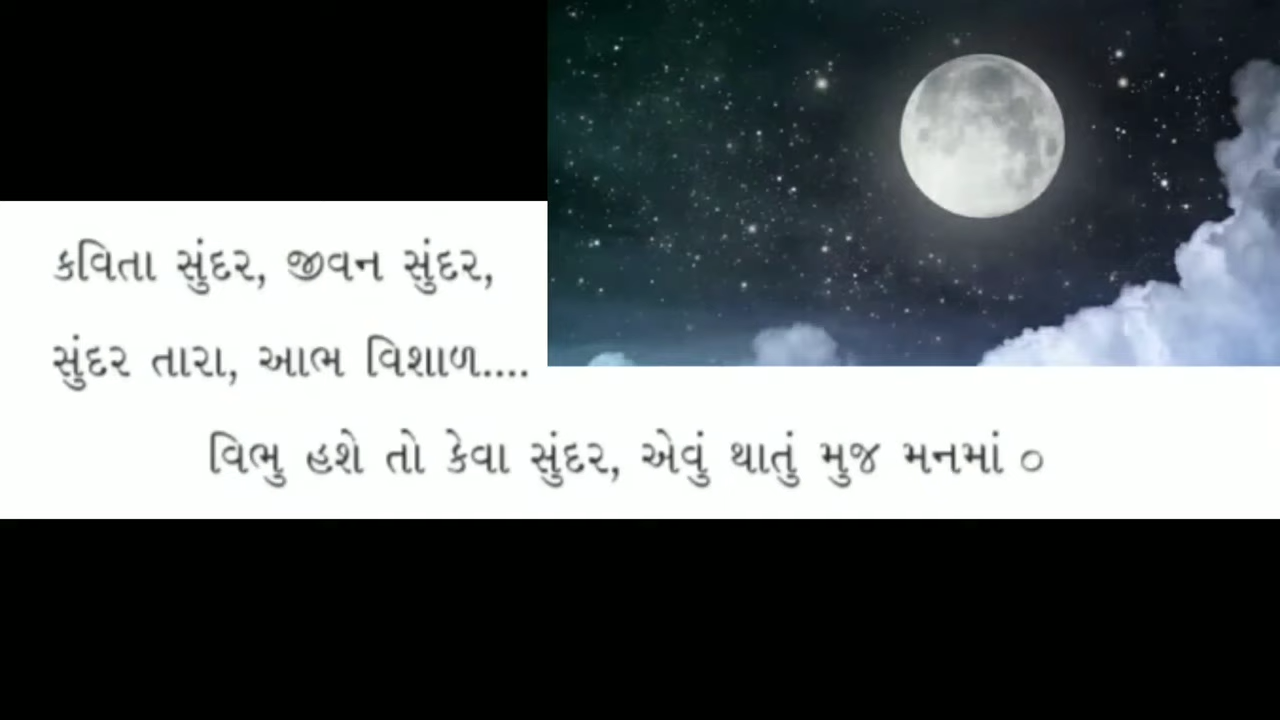 કવિતા સુંદર, જીવન સુંદર,
સુંદર તારા, આભ વિશાળ....
વિભુ હશે તો કેવા સુંદર, એવું થાતું મુજ મનમાં ૦